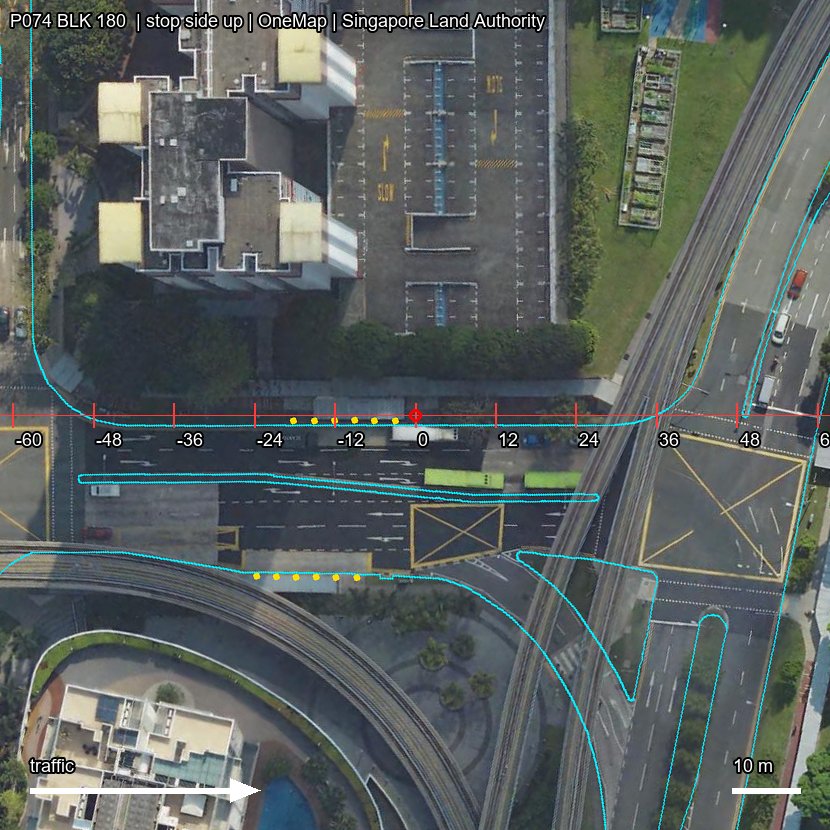 P074 BLK 180 | stop side up | OneMap | Singapore Land Authority
SLOW
-60 -48 -36 -24 -12 0 12 24 36 48 6
traffic
10 m